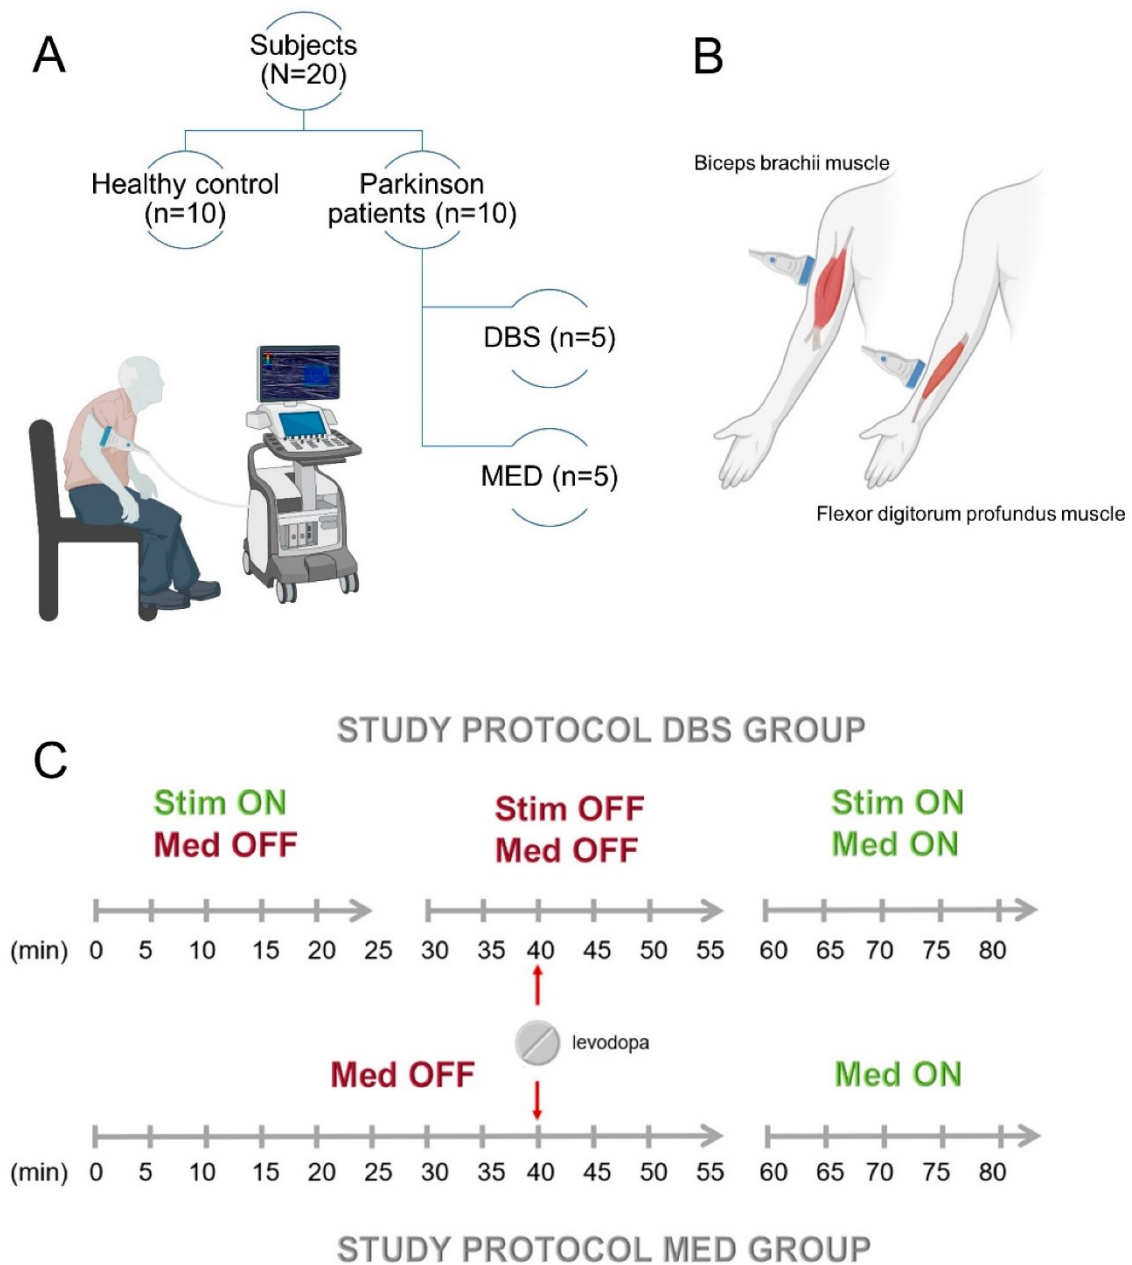 A
Subjects
(N=20)
Healthy control
(n=10)
Parkinson
patients (n=10)
DBS (n=5)
MED (n=5)
B
Biceps brachii muscle
Flexor digitorum profundus muscle
C
STUDY PROTOCOL DBS GROUP
Stim ON
Med OFF
Stim OFF
Med OFF
Stim ON
Med ON
(min) 0 5 10 15 20 25 30 35 40 45 50 55 60 65 70 75 80
levodopa
Med OFF
Med ON
(min) 0 5 10 15 20 25 30 35 40 45 50 55 60 65 70 75 80
STUDY PROTOCOL MED GROUP